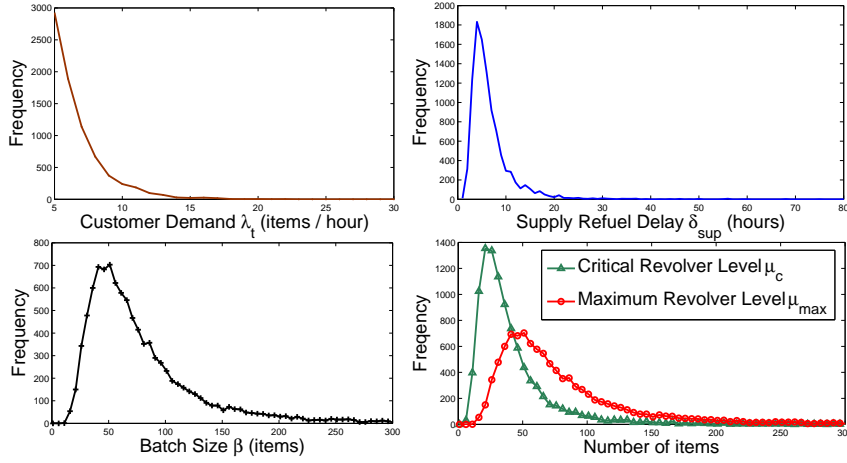 3000
2500
2000
1500
1000
500
0
Frequency
5 10 15 20 25 30
Customer Demand λt (items / hour)
2000
1800
1600
1400
1200
1000
800
600
400
200
0
Frequency
0 10 20 30 40 50 60 70 80
Supply Refuel Delay δsup (hours)
800
700
600
500
400
300
200
100
0
Frequency
0 50 100 150 200 250 300
Batch Size β (items)
1400
1200
1000
800
600
400
200
0
Freqency
Critical Revolver Level μc
Maximum Revolver Level μmax
0 50 100 150 200 250 300
Number of items